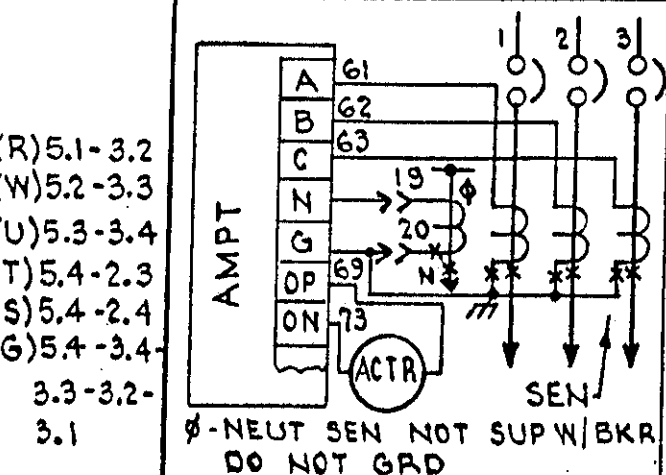 1 2 3
AMPT
A 61
B 62
C 63
N 19 Φ
G 20
N
OP 69
ON 73
ACTR
SEN
Φ-NEUT SEN NOT SUP W/BKR
DO NOT GRD
(R)5.1-3.2
(W)5.2-3.3
(U)5.3-3.4
T)5.4-2.3
S)5.4-2.4
G)5.4-3.4-
3.3-3.2-
3.1